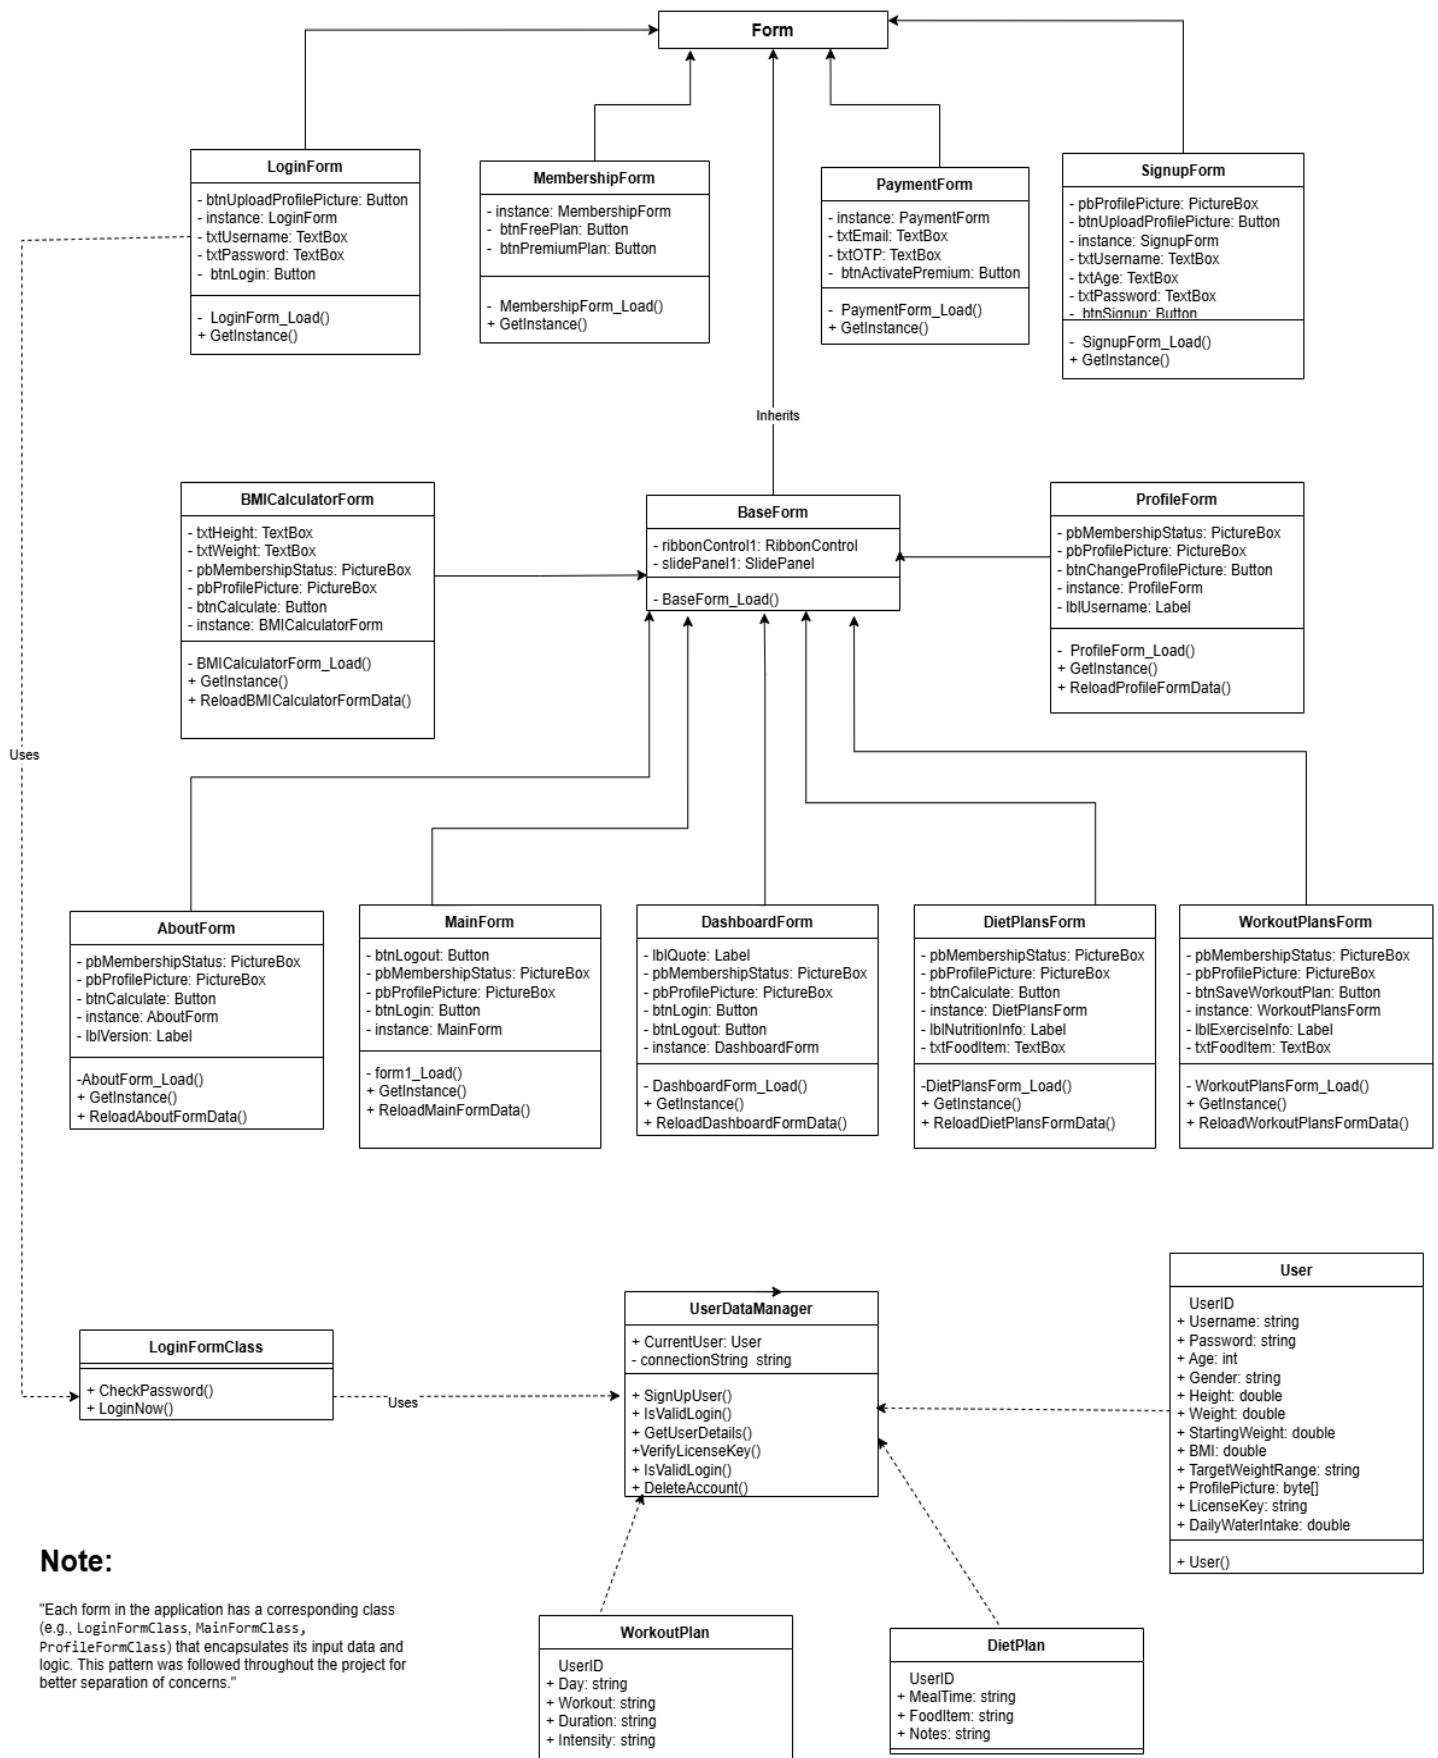 Form
LoginForm
- btnUploadProfilePicture: Button
- instance: LoginForm
- txtUsername: TextBox
- txtPassword: TextBox
- btnLogin: Button
- LoginForm_Load()
+ GetInstance()
MembershipForm
- instance: MembershipForm
- btnFreePlan: Button
- btnPremiumPlan: Button
- MembershipForm_Load()
+ GetInstance()
PaymentForm
- instance: PaymentForm
- txtEmail: TextBox
- txtOTP: TextBox
- btnActivatePremium: Button
- PaymentForm_Load()
+ GetInstance()
SignupForm
- pbProfilePicture: PictureBox
- btnUploadProfilePicture: Button
- instance: SignupForm
- txtUsername: TextBox
- txtAge: TextBox
- txtPassword: TextBox
- btnSignup: Button
- SignupForm_Load()
+ GetInstance()
Inherits
BMICalculatorForm
- txtHeight: TextBox
- txtWeight: TextBox
- pbMembershipStatus: PictureBox
- pbProfilePicture: PictureBox
- btnCalculate: Button
- instance: BMICalculatorForm
- BMICalculatorForm_Load()
+ GetInstance()
+ ReloadBMICalculatorFormData()
BaseForm
- ribbonControl1: RibbonControl
- slidePanel1: SlidePanel
- BaseForm_Load()
ProfileForm
- pbMembershipStatus: PictureBox
- pbProfilePicture: PictureBox
- btnChangeProfilePicture: Button
- instance: ProfileForm
- lblUsername: Label
- ProfileForm_Load()
+ GetInstance()
+ ReloadProfileFormData()
Uses
AboutForm
- pbMembershipStatus: PictureBox
- pbProfilePicture: PictureBox
- btnCalculate: Button
- instance: AboutForm
- lblVersion: Label
-AboutForm_Load()
+ GetInstance()
+ ReloadAboutFormData()
MainForm
- btnLogout: Button
- pbMembershipStatus: PictureBox
- pbProfilePicture: PictureBox
- btnLogin: Button
- instance: MainForm
- form1_Load()
+ GetInstance()
+ ReloadMainFormData()
DashboardForm
- lblQuote: Label
- pbMembershipStatus: PictureBox
- pbProfilePicture: PictureBox
- btnLogin: Button
- btnLogout: Button
- instance: DashboardForm
- DashboardForm_Load()
+ GetInstance()
+ ReloadDashboardFormData()
DietPlansForm
- pbMembershipStatus: PictureBox
- pbProfilePicture: PictureBox
- btnCalculate: Button
- instance: DietPlansForm
- lblNutritionInfo: Label
- txtFoodItem: TextBox
-DietPlansForm_Load()
+ GetInstance()
+ ReloadDietPlansFormData()
WorkoutPlansForm
- pbMembershipStatus: PictureBox
- pbProfilePicture: PictureBox
- btnSaveWorkoutPlan: Button
- instance: WorkoutPlansForm
- lblExerciseInfo: Label
- txtFoodItem: TextBox
- WorkoutPlansForm_Load()
+ GetInstance()
+ ReloadWorkoutPlansFormData()
LoginFormClass
+ CheckPassword()
+ LoginNow()
Uses
UserDataManager
+ CurrentUser: User
- connectionString string
+ SignUpUser()
+ IsValidLogin()
+ GetUserDetails()
+VerifyLicenseKey()
+ IsValidLogin()
+ DeleteAccount()
User
UserID
+ Username: string
+ Password: string
+ Age: int
+ Gender: string
+ Height: double
+ Weight: double
+ StartingWeight: double
+ BMI: double
+ TargetWeightRange: string
+ ProfilePicture: byte[]
+ LicenseKey: string
+ DailyWaterIntake: double
+ User()
Note:
"Each form in the application has a corresponding class
(e.g., LoginFormClass, MainFormClass,
ProfileFormClass) that encapsulates its input data and
logic. This pattern was followed throughout the project for
better separation of concerns."
WorkoutPlan
UserID
+ Day: string
+ Workout: string
+ Duration: string
+ Intensity: string
DietPlan
UserID
+ MealTime: string
+ FoodItem: string
+ Notes: string